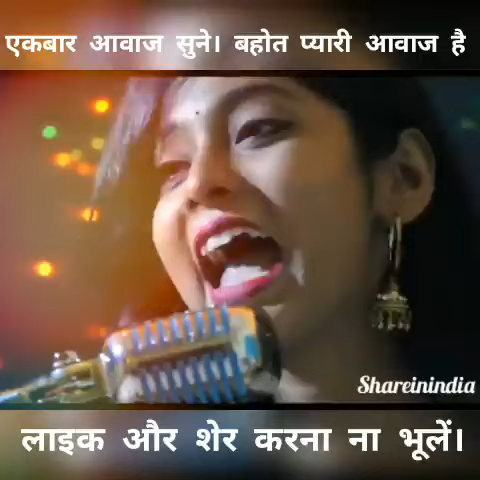 एकबार आवाज सुने। बहोत प्यारी आवाज है
Shareinindia
लाइक और शेर करना ना भूलें।